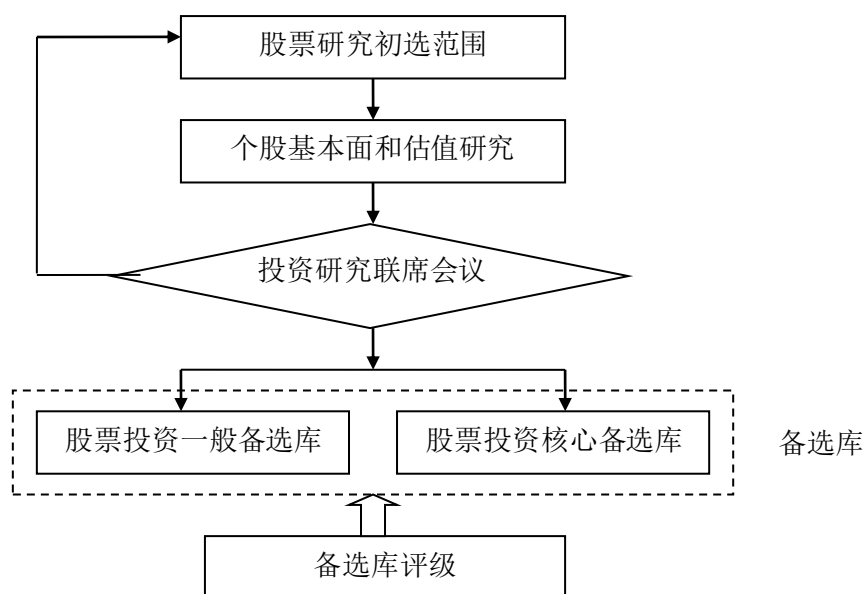 股票研究初选范围
个股基本面和估值研究
投资研究联席会议
股票投资一般备选库
股票投资核心备选库
备选库
备选库评级